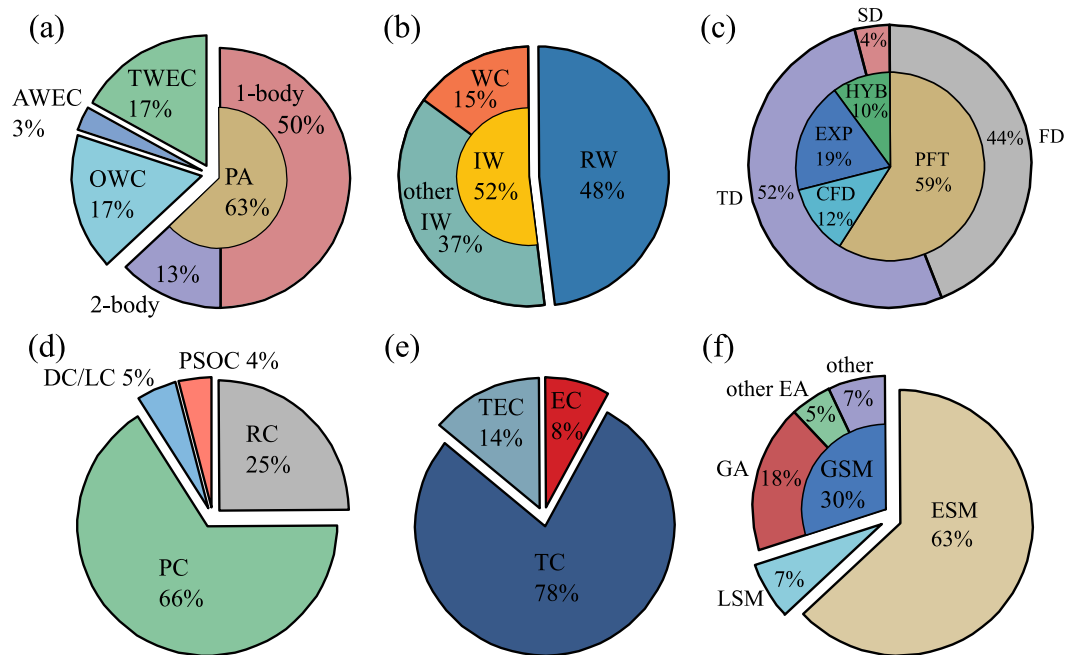 (a)
TWEC
17%
AWEC
3%
OWC
17%
1-body
50%
PA
63%
13%
2-body
(b)
WC
15%
IW
52%
other
IW
37%
RW
48%
(c)
SD
4%
HYB
10%
EXP
19%
CFD
12%
PFT
59%
44%
FD
TD
52%
(d)
DC/LC 5%
PSOC 4%
RC
25%
PC
66%
(e)
TEC
14%
EC
8%
TC
78%
(f)
other
7%
other EA
5%
GA
18%
GSM
30%
ESM
63%
7%
LSM